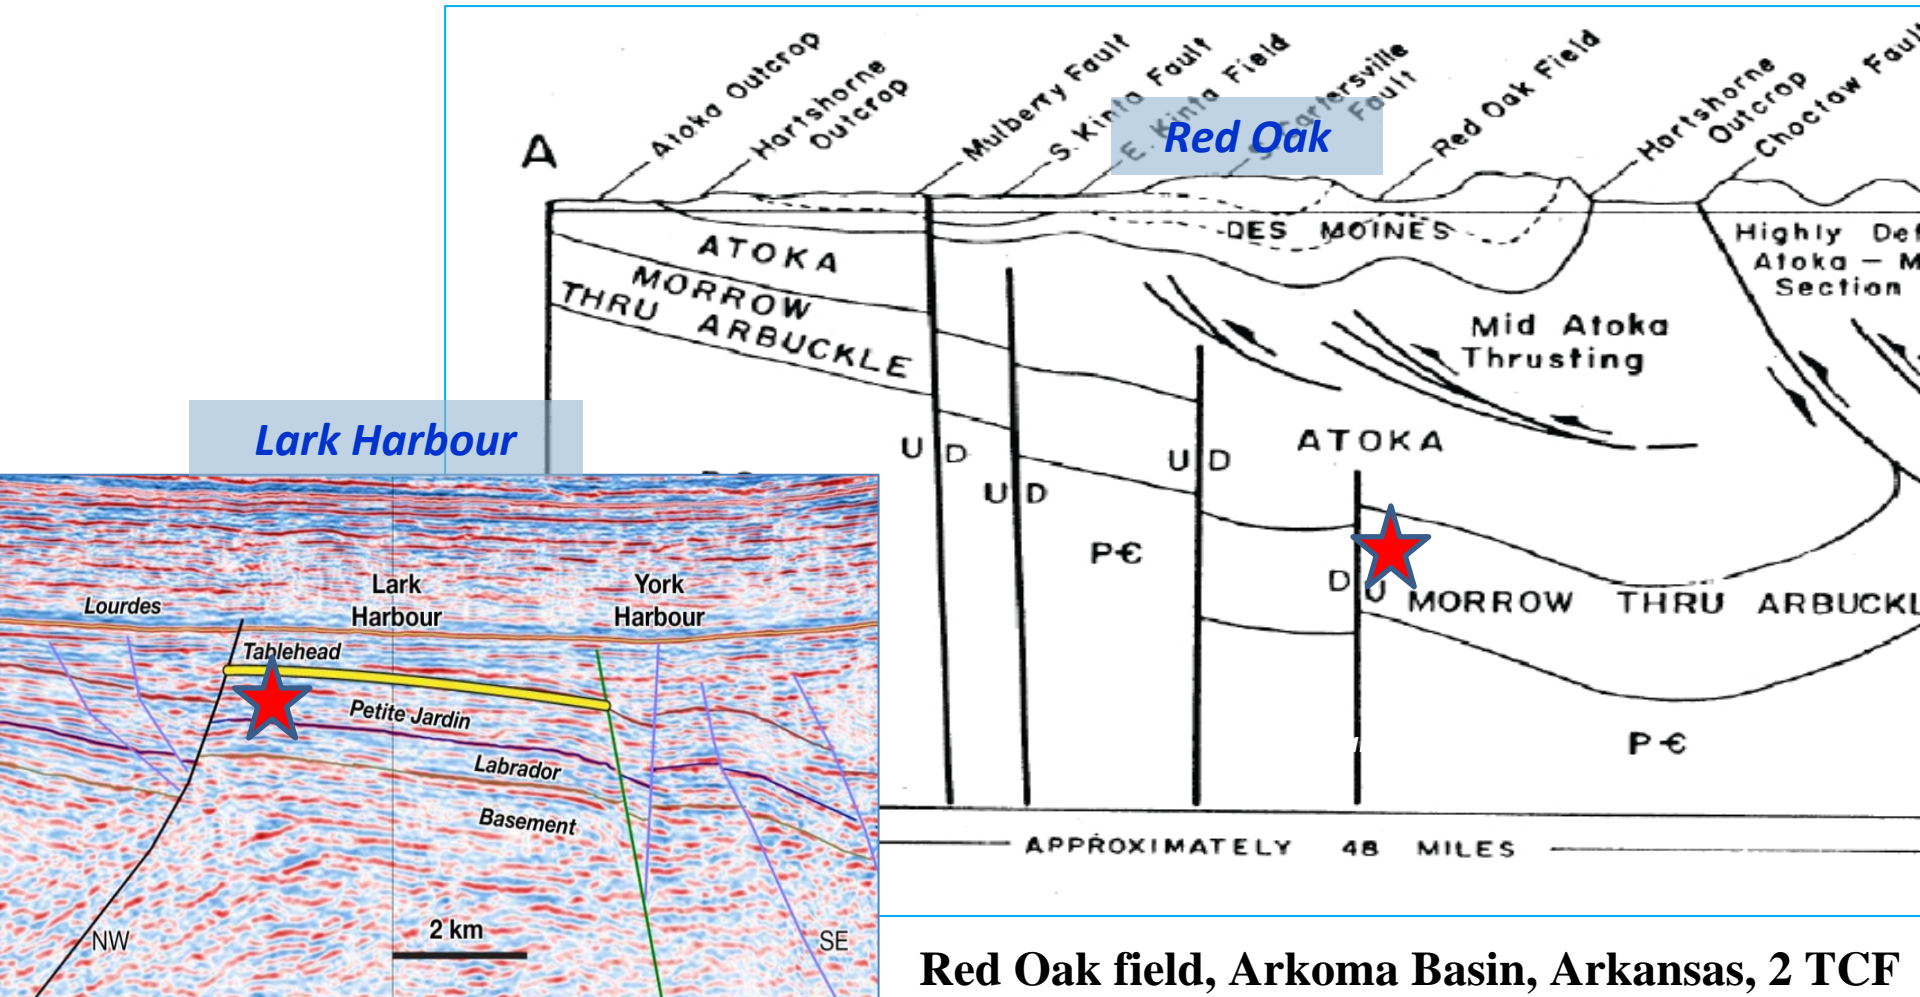 A
Atoka Outcrop
Hartshorne
Outcrop
Mulberry Fault
S. Kinta Fault
E. Kinta Field
S. Cartersville
Fault
Red Oak Field
Hartshorne
Outcrop
Choctaw Fault
Red Oak
DES MOINES
ATOKA
MORROW
THRU ARBUCKLE
Highly
Atoka –
Section
Mid Atoka
Thrusting
U D
U D
U D
ATOKA
P-Є
D U
MORROW THRU
P-Є
APPROXIMATELY 48 MILES
Lark Harbour
Lourdes
Lark
Harbour
York
Harbour
Tablehead
Petite Jardin
Labrador
Basement
2 km
NW
SE
Red Oak field, Arkoma Basin, Arkansas, 2 TCF